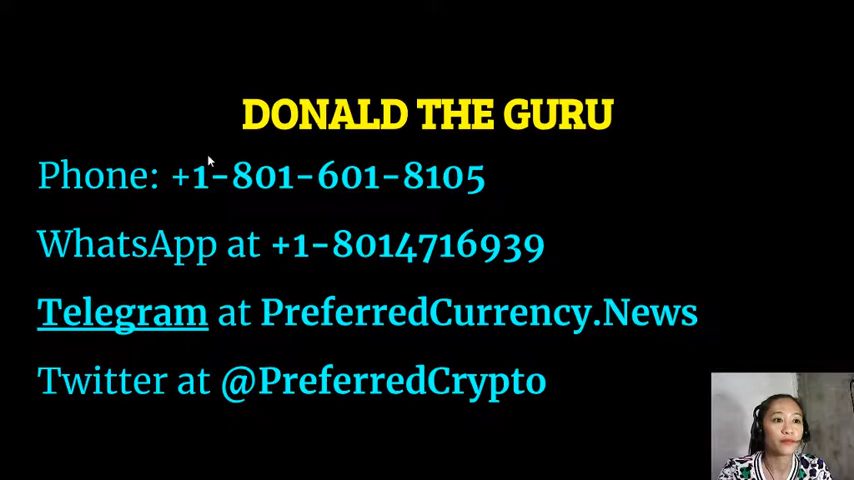 DONALD THE GURU
Phone: +1-801-601-8105
WhatsApp at +1-8014716939
Telegram at PreferredCurrency.News
Twitter at @PreferredCrypto